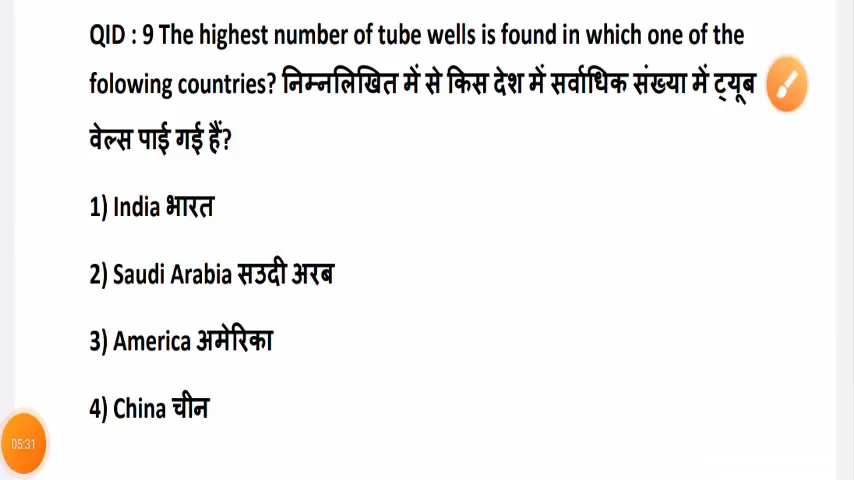 QID : 9 The highest number of tube wells is found in which one of the
folowing countries? निम्नलिखित में से किस देश में सर्वाधिक संख्या में ट्यूब
वेल्स पाई गई हैं?
1) India भारत
2) Saudi Arabia सउदी अरब
3) America अमेरिका
4) China चीन
05:31